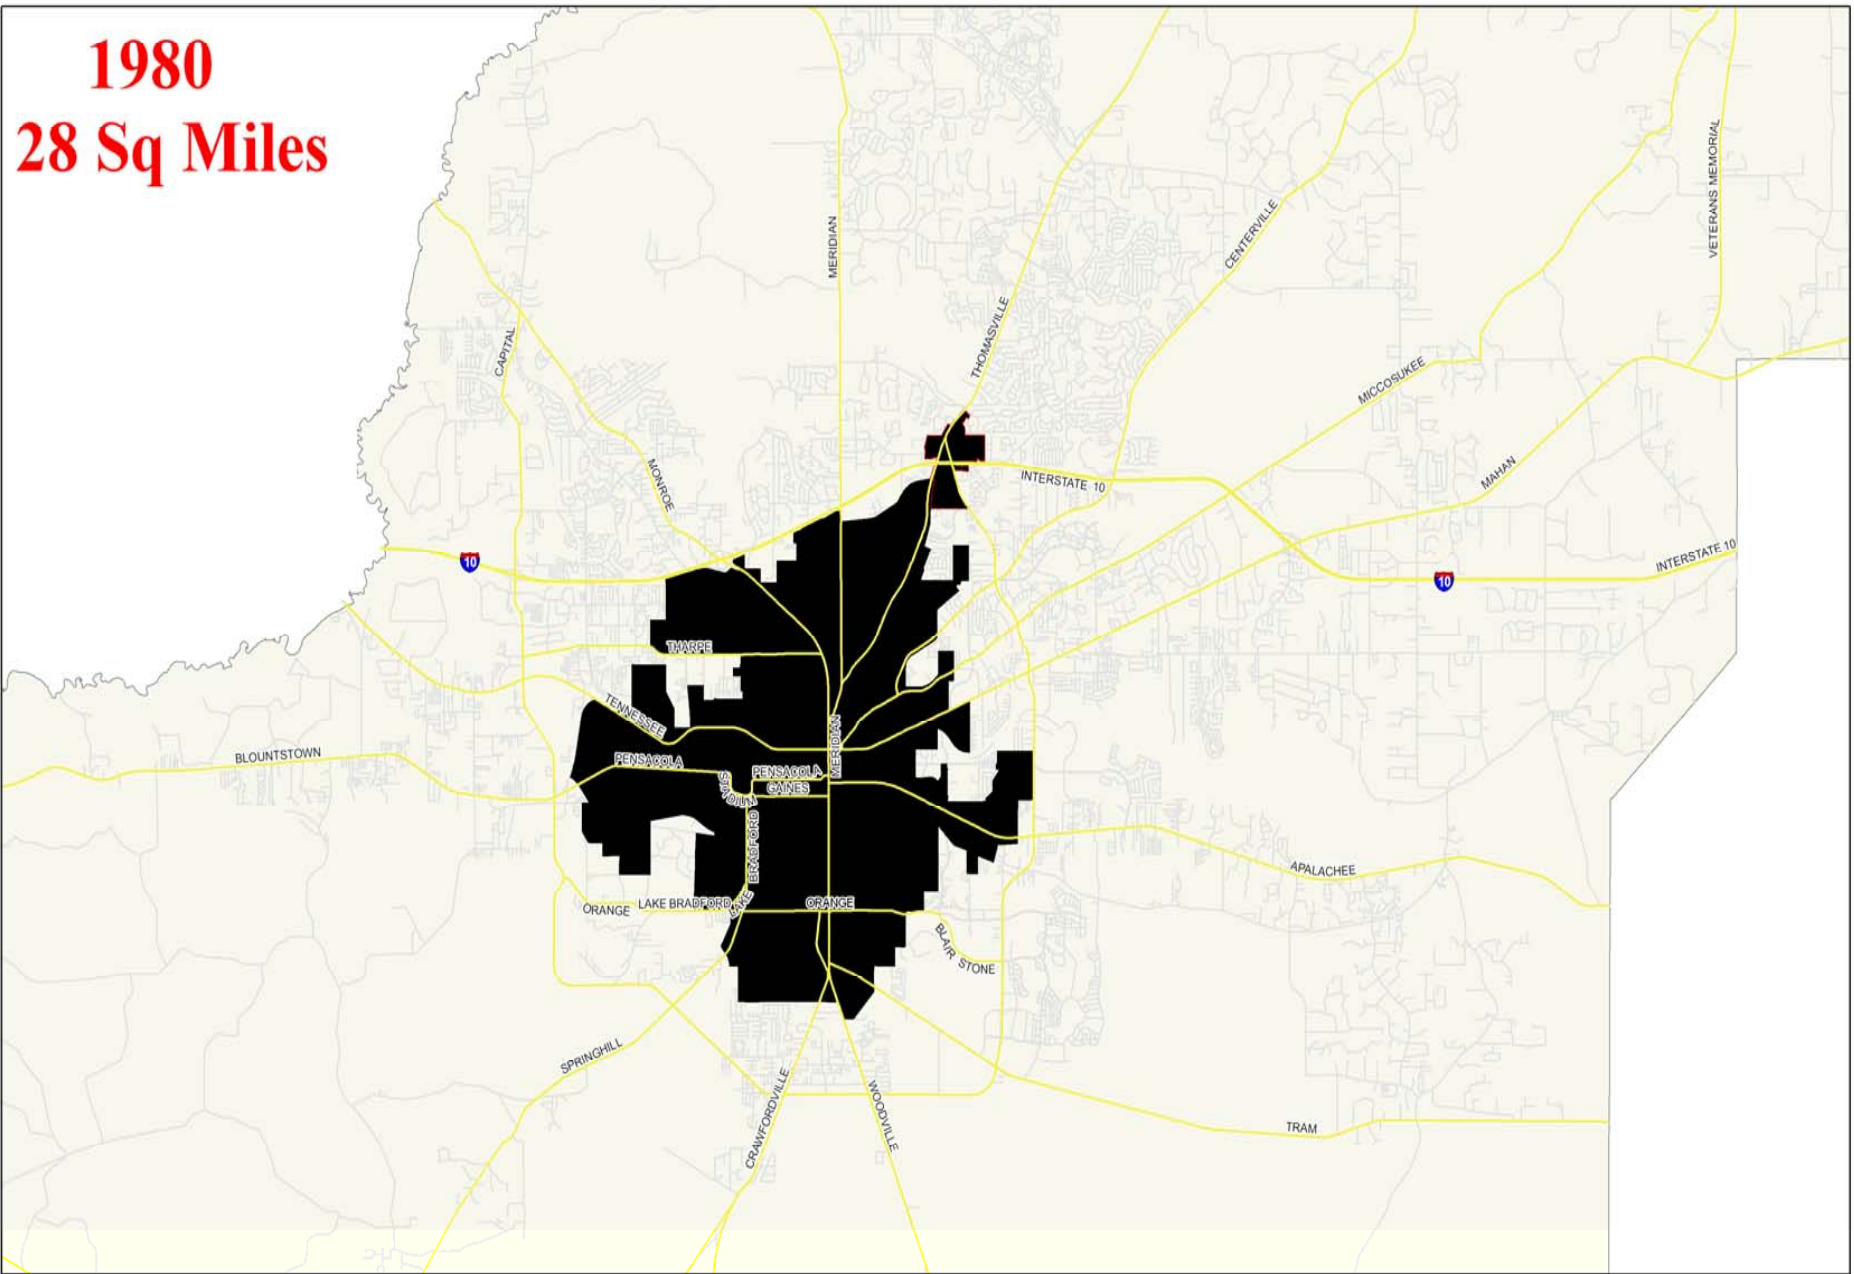 1980
28 Sq Miles
VETERANS MEMORIAL
MERIDIAN
CENTERVILLE
THOMASVILLE
CAPITAL
MICCOSUKEE
MONROE
INTERSTATE 10
MAHAN
10
INTERSTATE 10
10
THARPE
TENNESSEE
MERIDIAN
BLOUNTSTOWN
PENSACOLA
PENSACOLA
STADIUM
GAINES
LAKE BRADFORD
APALACHEE
ORANGE
LAKE BRADFORD
ORANGE
BLAIR STONE
SPRINGHILL
CRAWFORDVILLE
WOODVILLE
TRAM